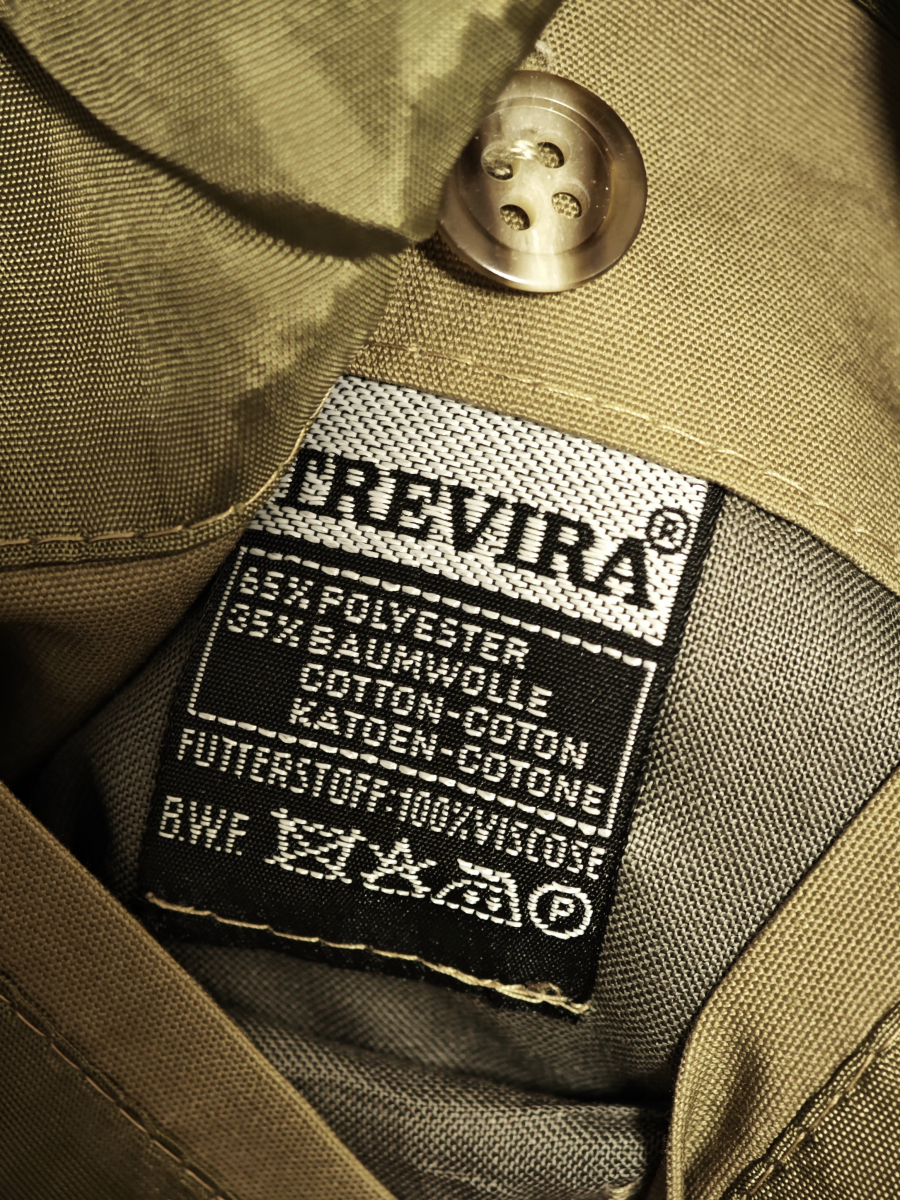 TREVIRA®
65% POLYESTER
35% BAUMWOLLE
COTTON-COTON
KATOEN-COTONE
FUTTERSTOFF:100%VISCOSE
B.W.F. P